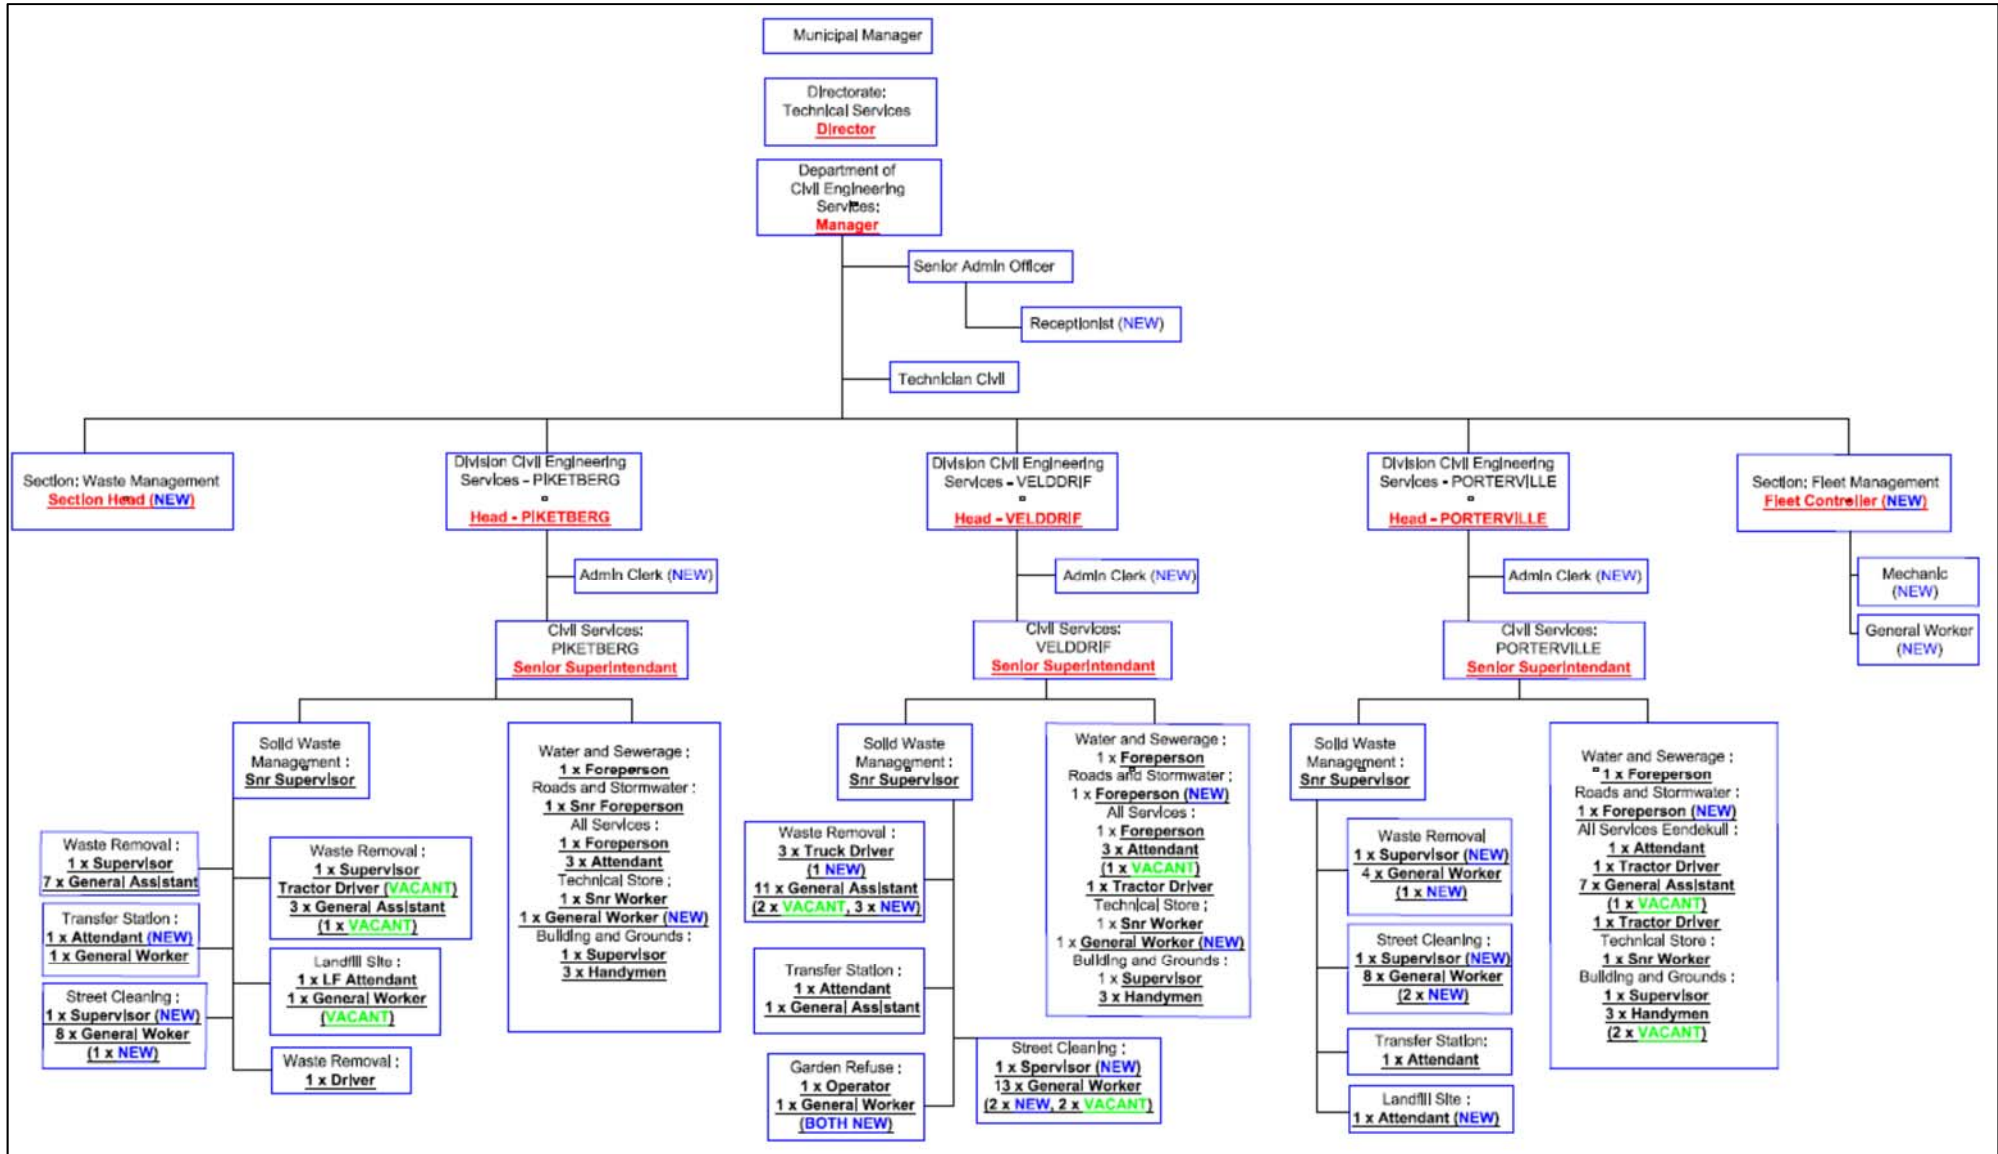 Municipal Manager
Directorate:
Technical Services
Director
Department of
Civil Engineering
Services:
Manager
Senior Admin Officer
Receptionist (NEW)
Technician Civil
Section: Waste Management
Section Head (NEW)
Division Civil Engineering
Services - PIKETBERG
Head - PIKETBERG
Division Civil Engineering
Services - VELDDRIF
Head - VELDDRIF
Division Civil Engineering
Services - PORTERVILLE
Head - PORTERVILLE
Section: Fleet Management
Fleet Controller (NEW)
Admin Clerk (NEW)
Admin Clerk (NEW)
Admin Clerk (NEW)
Mechanic
(NEW)
General Worker
(NEW)
Civil Services:
PIKETBERG
Senior Superintendant
Civil Services:
VELDDRIF
Senior Superintendant
Civil Services:
PORTERVILLE
Senior Superintendant
Solid Waste
Management :
Snr Supervisor
Waste Removal :
1 x Supervisor
7 x General Assistant
Transfer Station :
1 x Attendant (NEW)
1 x General Worker
Street Cleaning :
1 x Supervisor (NEW)
8 x General Woker
(1 x NEW)
Waste Removal :
1 x Supervisor
Tractor Driver (VACANT)
3 x General Assistant
(1 x VACANT)
Landfill Site :
1 x LF Attendant
1 x General Worker
(VACANT)
Waste Removal :
1 x Driver
Water and Sewerage :
1 x Foreperson
Roads and Stormwater :
1 x Snr Foreperson
All Services :
1 x Foreperson
3 x Attendant
Technical Store :
1 x Snr Worker
1 x General Worker (NEW)
Building and Grounds :
1 x Supervisor
3 x Handymen
Solid Waste
Management :
Snr Supervisor
Waste Removal :
3 x Truck Driver
(1 NEW)
11 x General Assistant
(2 x VACANT, 3 x NEW)
Transfer Station :
1 x Attendant
1 x General Assistant
Garden Refuse :
1 x Operator
1 x General Worker
(BOTH NEW)
Street Cleaning :
1 x Spervisor (NEW)
13 x General Worker
(2 x NEW, 2 x VACANT)
Water and Sewerage :
1 x Foreperson
Roads and Stormwater :
1 x Foreperson (NEW)
All Services :
1 x Foreperson
3 x Attendant
(1 x VACANT)
1 x Tractor Driver
Technical Store :
1 x Snr Worker
1 x General Worker (NEW)
Building and Grounds :
1 x Supervisor
3 x Handymen
Solid Waste
Management :
Snr Supervisor
Waste Removal
1 x Supervisor (NEW)
4 x General Worker
(1 x NEW)
Street Cleaning :
1 x Supervisor (NEW)
8 x General Worker
(2 x NEW)
Transfer Station:
1 x Attendant
Landfill Site :
1 x Attendant (NEW)
Water and Sewerage :
1 x Foreperson
Roads and Stormwater :
1 x Foreperson (NEW)
All Services Eendekull :
1 x Attendant
1 x Tractor Driver
7 x General Assistant
(1 x VACANT)
1 x Tractor Driver
Technical Store :
1 x Snr Worker
Building and Grounds :
1 x Supervisor
3 x Handymen
(2 x VACANT)